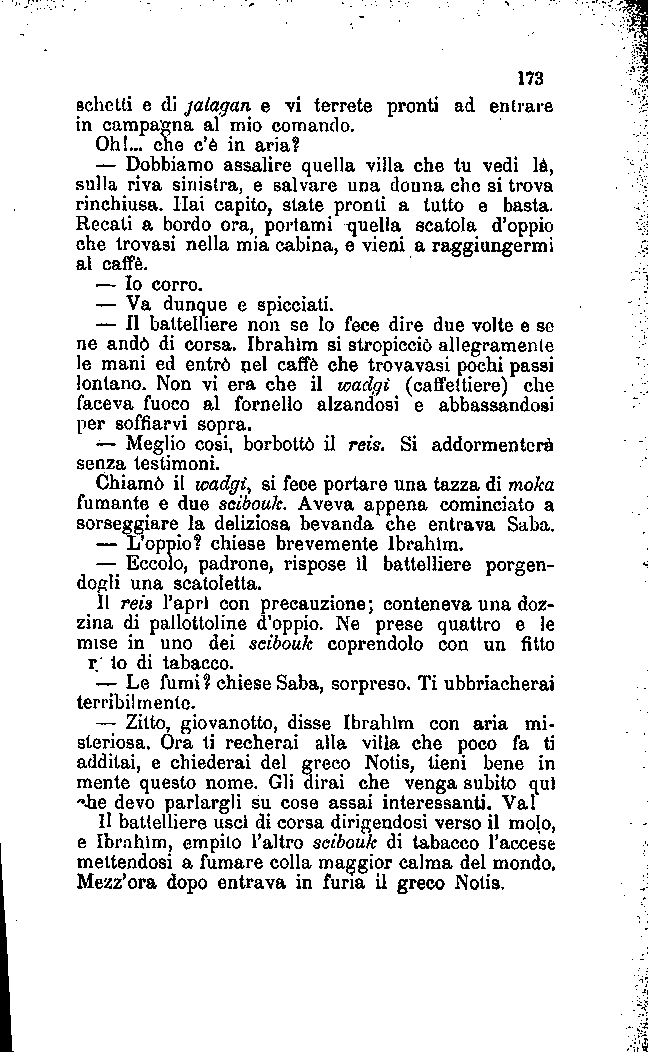 173
schetti e di jatagan e vi terrete pronti ad entrare
in campagna al mio comando.
Oh!... che c'è in aria?
— Dobbiamo assalire quella villa che tu vedi là,
sulla riva sinistra, e salvare una donna che si trova
rinchiusa. Hai capito, state pronti a tutto e basta.
Recati a bordo ora, portami quella scatola d'oppio
che trovasi nella mia cabina, e vieni a raggiungermi
al caffè.
— Io corro.
— Va dunque e spicciati.
— Il battelliere non se lo fece dire due volte e se
ne andò di corsa. Ibrahim si stropicciò allegramente
le mani ed entrò nel caffè che trovavasi pochi passi
lontano. Non vi era che il wadgi (caffettiere) che
faceva fuoco al fornello alzandosi e abbassandosi
per soffiarvi sopra.
— Meglio così, borbottò il reis. Si addormenterà
senza testimoni.
Chiamò il wadgi, si fece portare una tazza di moka
fumante e due scibouk. Aveva appena cominciato a
sorseggiare la deliziosa bevanda che entrava Saba.
— L'oppio? chiese brevemente Ibrahìm.
— Eccolo, padrone, rispose il battelliere porgen-
dogli una scatoletta.
Il reis l'aprì con precauzione; conteneva una doz-
zina di pallottoline d'oppio. Ne prese quattro e le
mise in uno dei scibouk coprendolo con un fitto
to di tabacco.
— Le fumi? chiese Saba, sorpreso. Ti ubbriacherai
terribilmente.
— Zitto, giovanotto, disse Ibrahìm con aria mi-
steriosa. Ora ti recherai alla villa che poco fa ti
additai, e chiederai del greco Notis, tieni bene in
mente questo nome. Gli dirai che venga subito quì
che devo parlargli su cose assai interessanti. Va!
Il battelliere uscì di corsa dirigendosi verso il molo,
e Ibrahìm, empito l'altro scibouk di tabacco l'accese
mettendosi a fumare colla maggior calma del mondo.
Mezz'ora dopo entrava in furia il greco Notis.